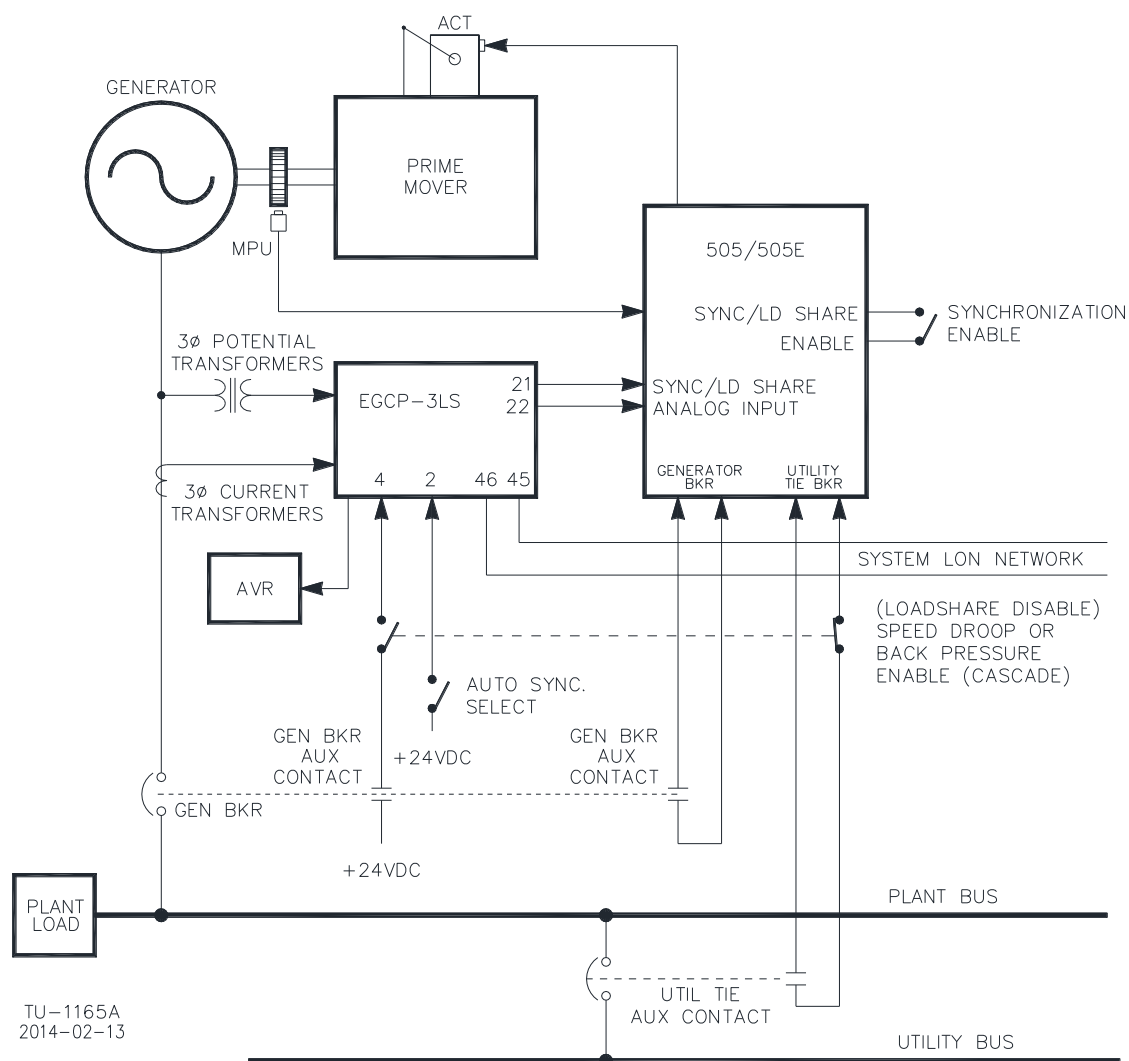 ACT
GENERATOR
PRIME
MOVER
MPU
505/505E
SYNC/LD SHARE
ENABLE
SYNCHRONIZATION
ENABLE
3ø POTENTIAL
TRANSFORMERS
EGCP-3LS
21
22
SYNC/LD SHARE
ANALOG INPUT
4
2
46
45
GENERATOR
BKR
UTILITY
TIE BKR
3ø CURRENT
TRANSFORMERS
AVR
SYSTEM LON NETWORK
(LOADSHARE DISABLE)
SPEED DROOP OR
BACK PRESSURE
ENABLE (CASCADE)
AUTO SYNC.
SELECT
+24VDC
GEN BKR
AUX
CONTACT
GEN BKR
AUX
CONTACT
GEN BKR
+24VDC
PLANT
LOAD
PLANT BUS
UTIL TIE
AUX CONTACT
TU-1165A
2014-02-13
UTILITY BUS